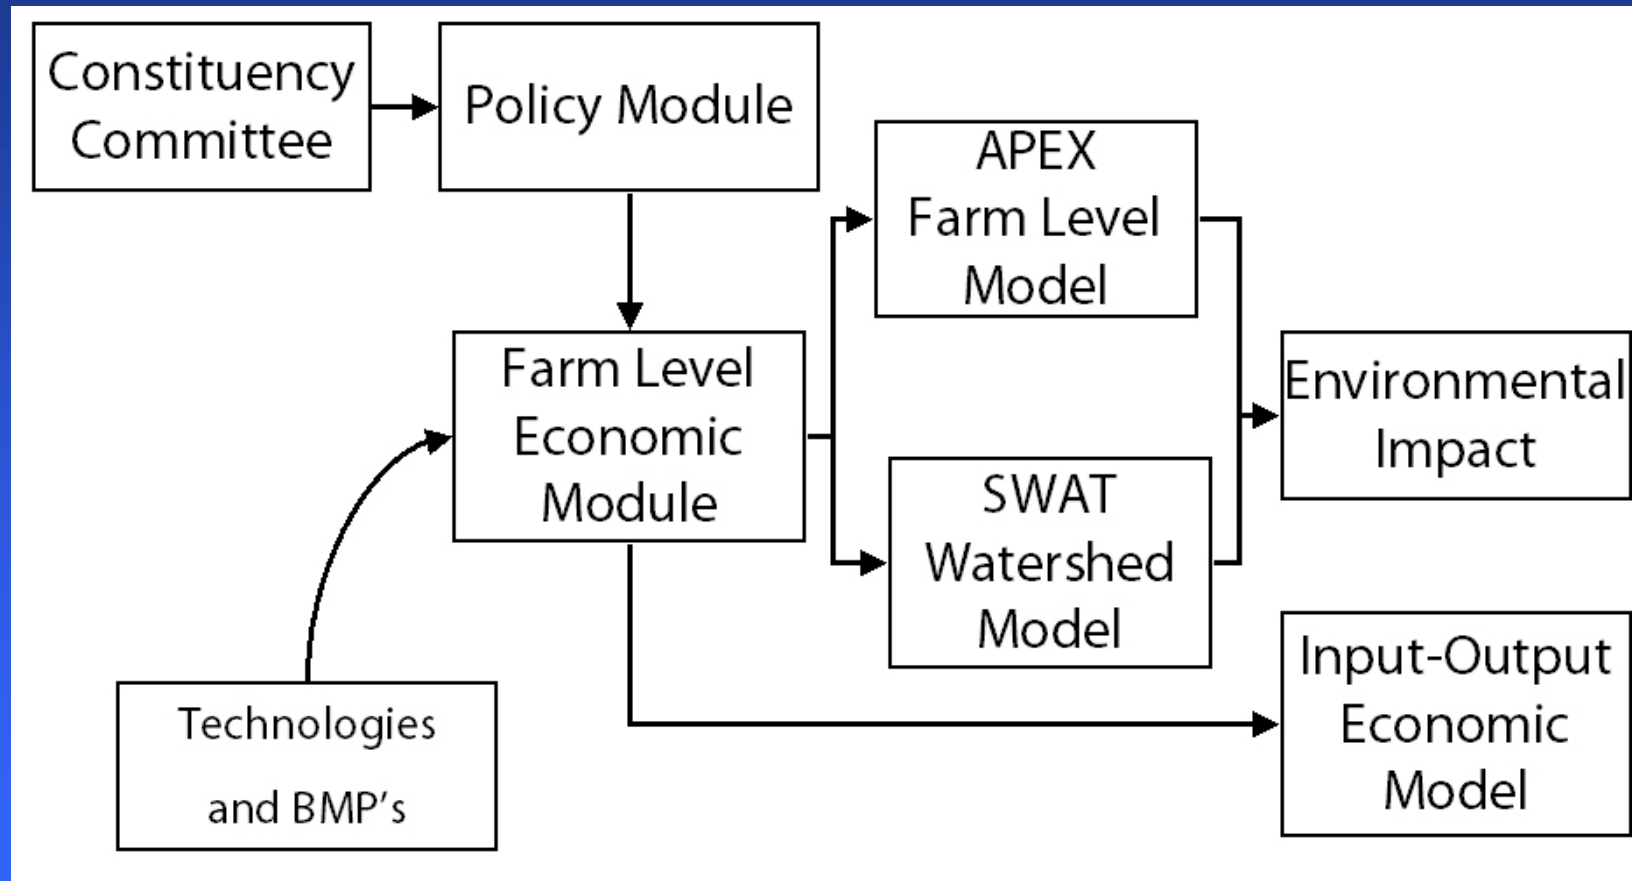 Constituency
Committee
Policy Module
APEX
Farm Level
Model
Farm Level
Economic
Module
Environmental
Impact
SWAT
Watershed
Model
Input-Output
Economic
Model
Technologies
and BMP’s